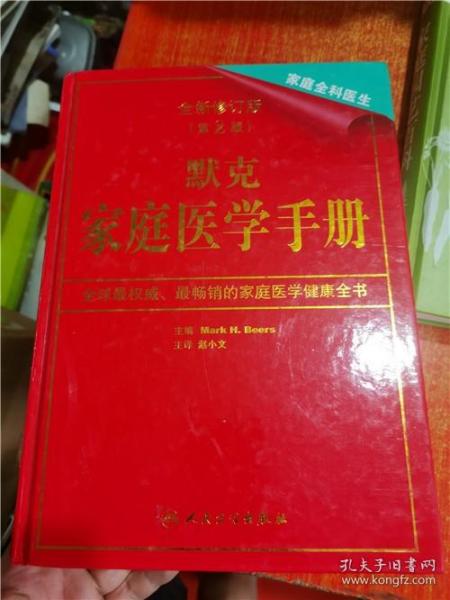 家庭全科医生
全新修订版
（第2版）
默克
家庭医学手册
全球最权威、最畅销的家庭医学健康全书
主编 Mark H. Beers
主译 赵小文
人民卫生出版社
孔夫子旧书网
www.kongfz.com